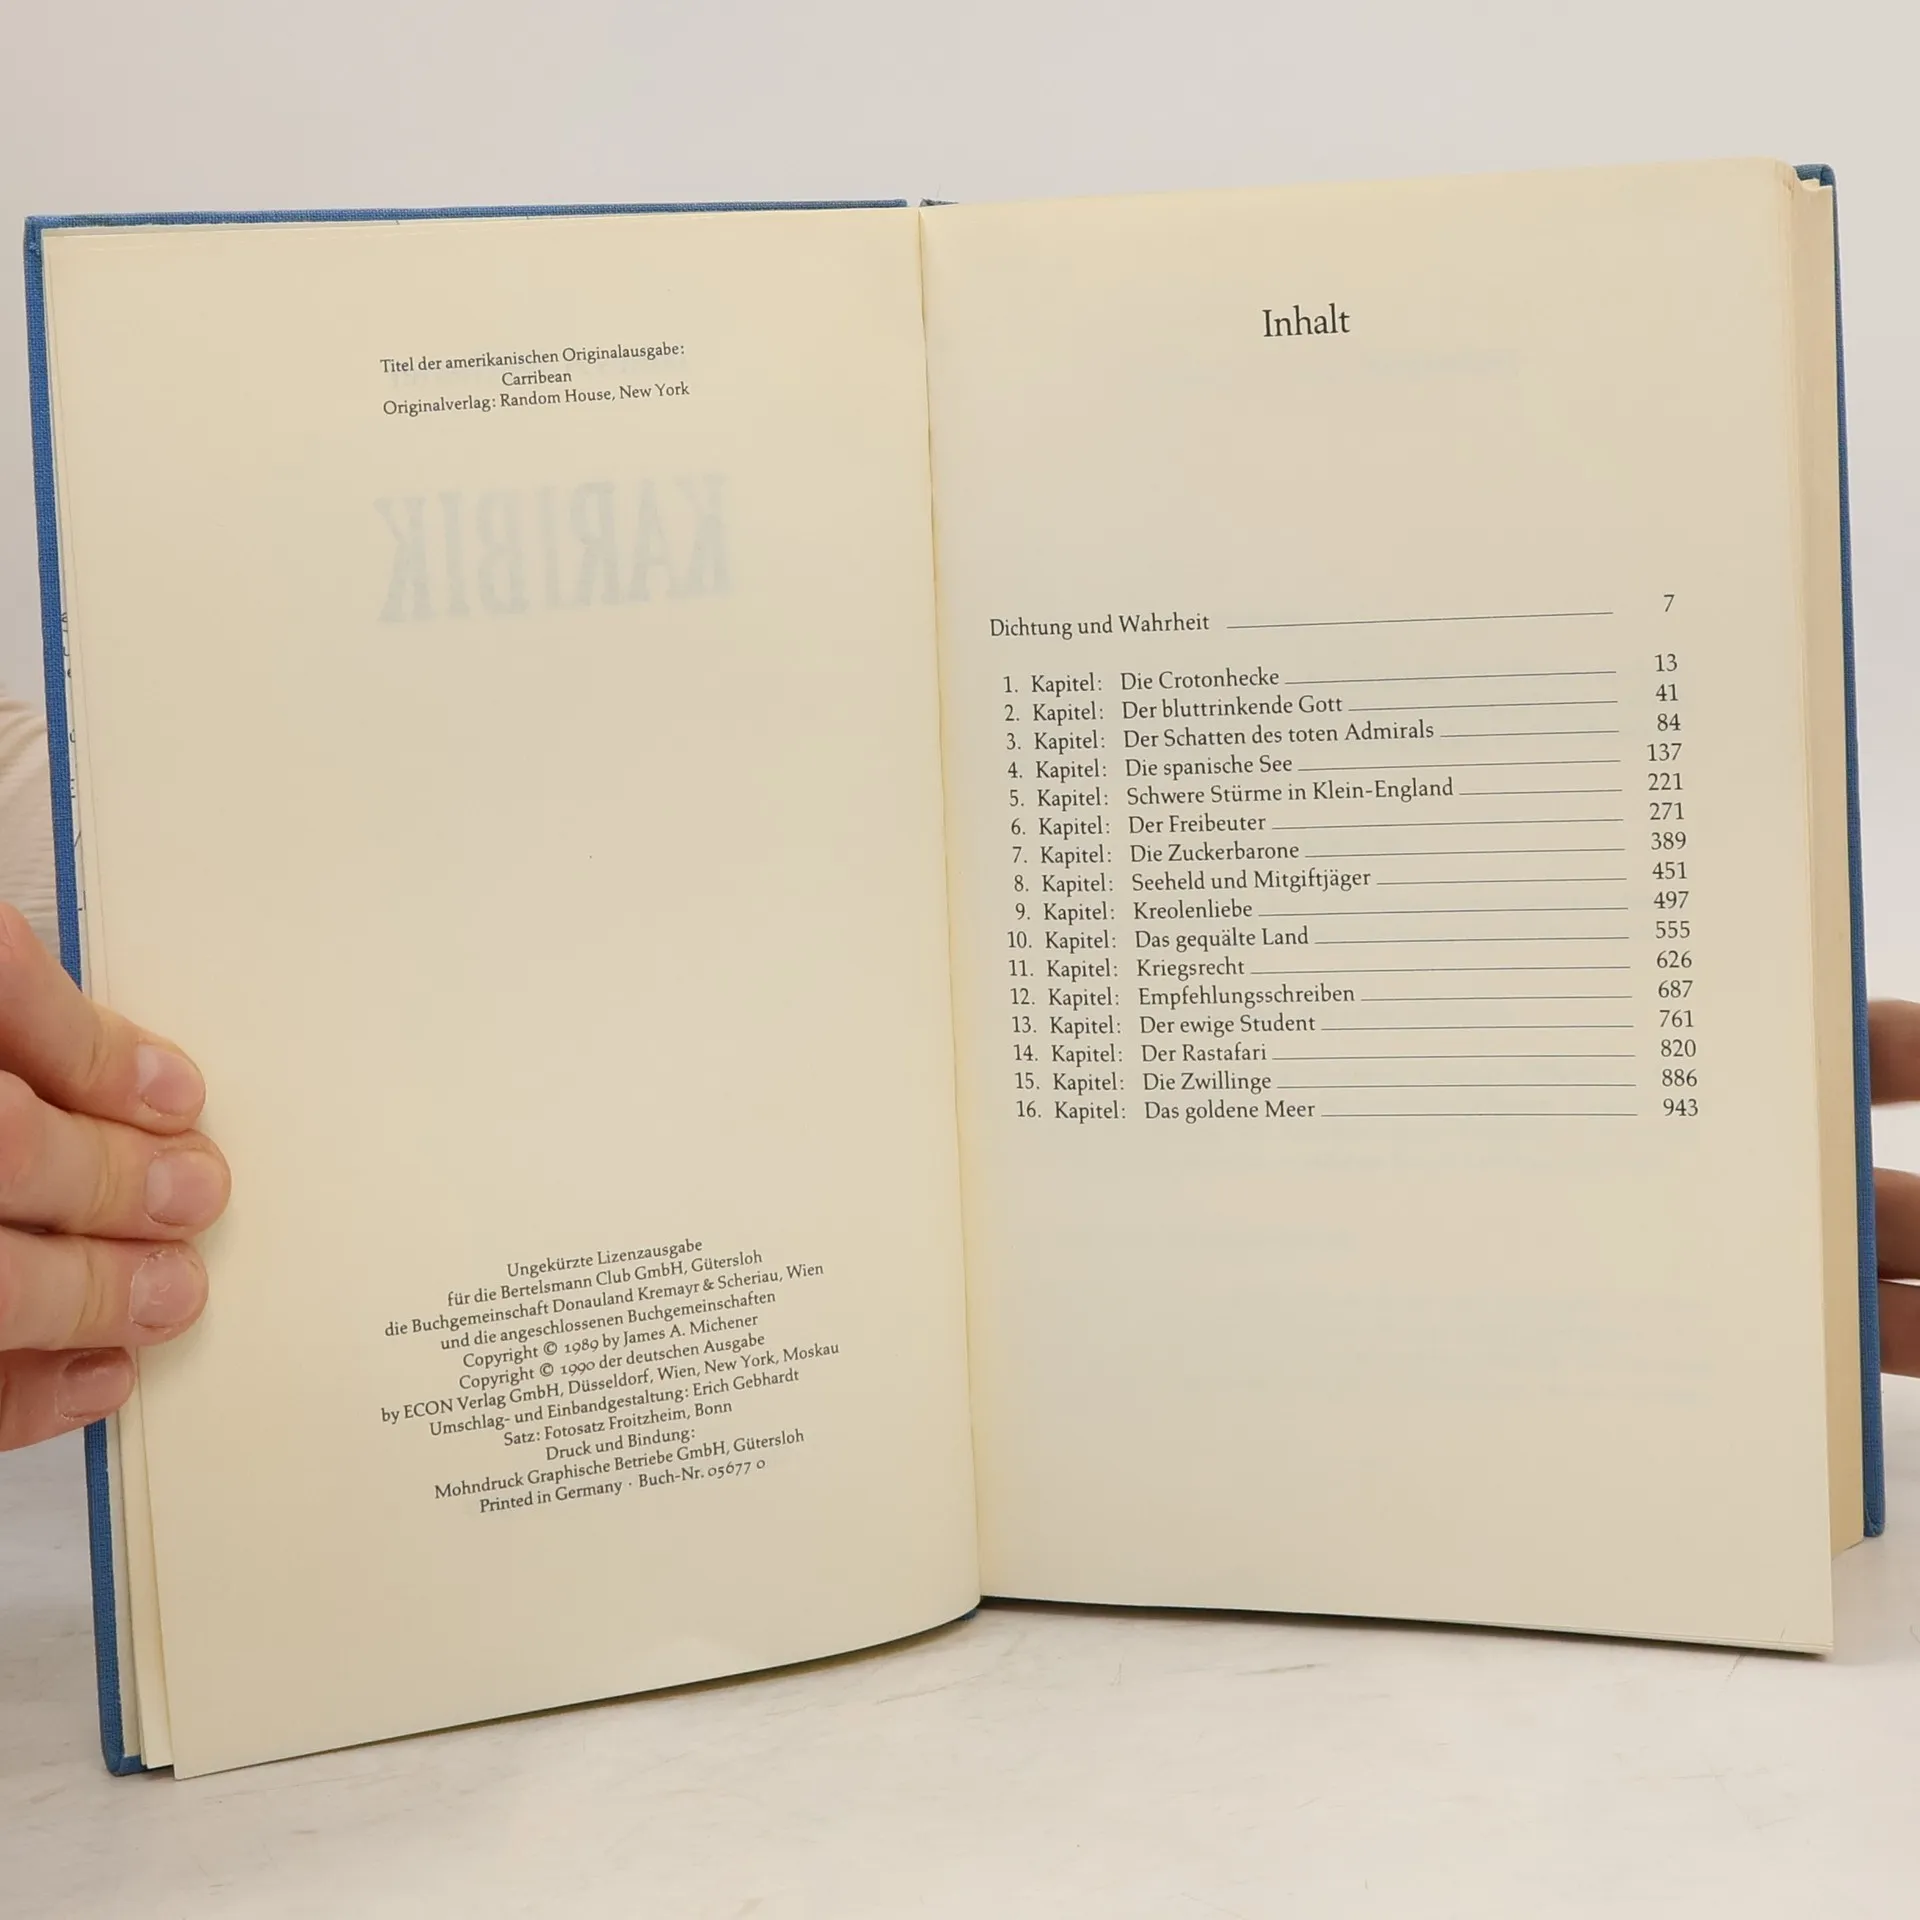 Titel der amerikanischen Originalausgabe:
Carribean
Originalverlag: Random House, New York
KARIBIK
Ungekürzte Lizenzausgabe
für die Bertelsmann Club GmbH, Gütersloh
die Buchgemeinschaft Donauland Kremayr & Scheriau, Wien
und die angeschlossenen Buchgemeinschaften
Copyright © 1989 by James A. Michener
Copyright © 1990 der deutschen Ausgabe
by ECON Verlag GmbH, Düsseldorf, Wien, New York, Moskau
Umschlag- und Einbandgestaltung: Erich Gebhardt
Satz: Fotosatz Froitzheim, Bonn
Druck und Bindung:
Mohndruck Graphische Betriebe GmbH, Gütersloh
Printed in Germany · Buch-Nr. 05677 0
Inhalt
Dichtung und Wahrheit 7
1. Kapitel: Die Crotonhecke 13
2. Kapitel: Der bluttrinkende Gott 41
3. Kapitel: Der Schatten des toten Admirals 84
4. Kapitel: Die spanische See 137
5. Kapitel: Schwere Stürme in Klein-England 221
6. Kapitel: Der Freibeuter 271
7. Kapitel: Die Zuckerbarone 389
8. Kapitel: Seeheld und Mitgiftjäger 451
9. Kapitel: Kreolenliebe 497
10. Kapitel: Das gequälte Land 555
11. Kapitel: Kriegsrecht 626
12. Kapitel: Empfehlungsschreiben 687
13. Kapitel: Der ewige Student 761
14. Kapitel: Der Rastafari 820
15. Kapitel: Die Zwillinge 886
16. Kapitel: Das goldene Meer 943